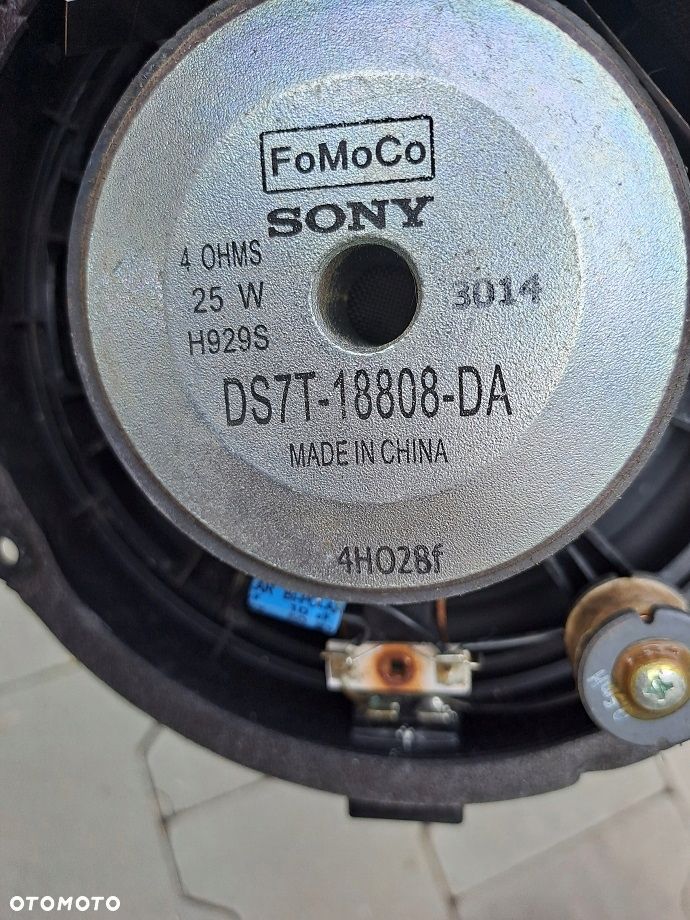 FoMoCo
SONY
4 OHMS
25 W
H929S
3014
DS7T-18808-DA
MADE IN CHINA
4H028f
OTOMOTO